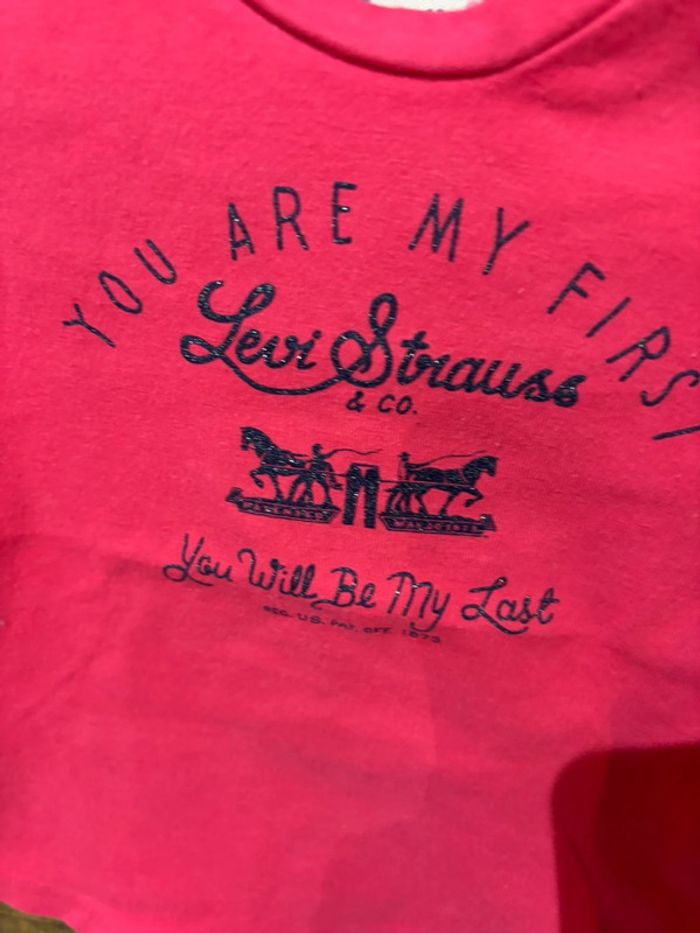 YOU ARE MY FIRST
Levi Strauss
& CO.
You Will Be My Last
REG. U.S. PAT. OFF. 1873